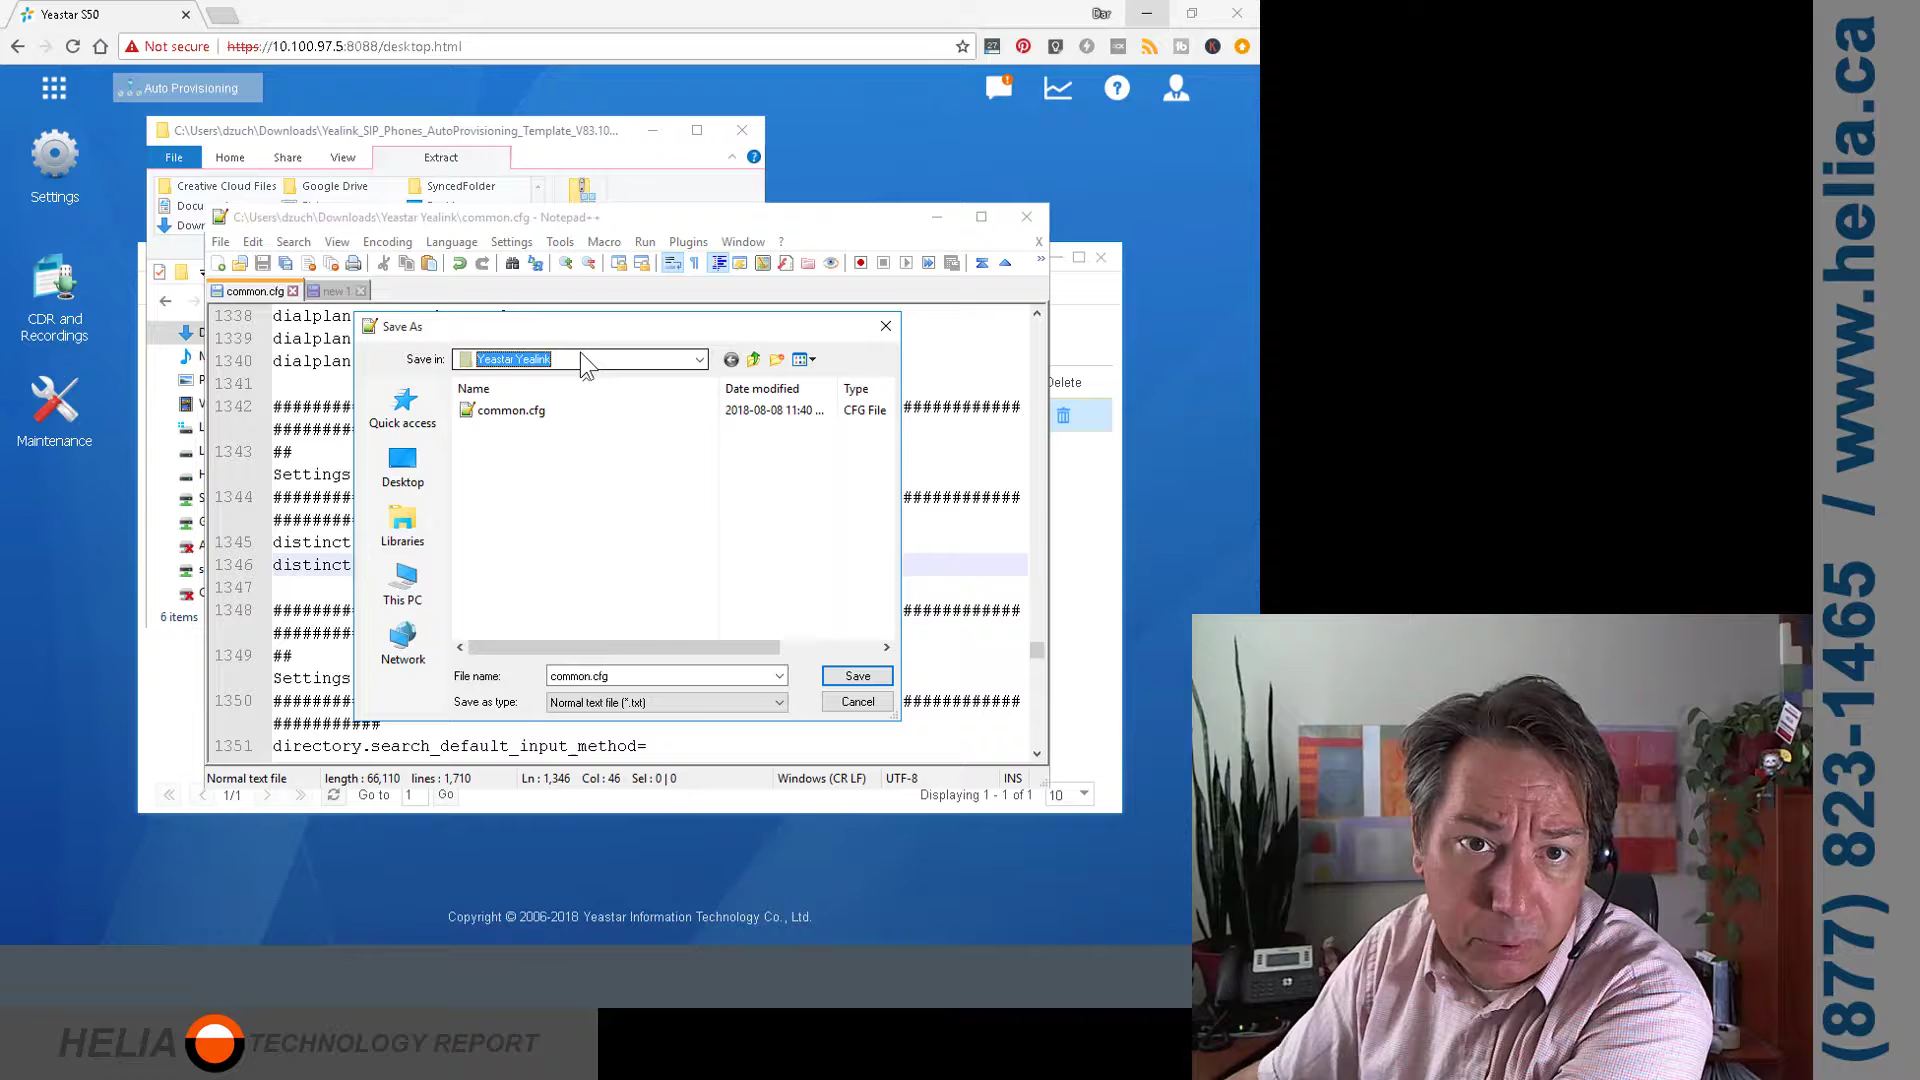 Yeastar S50
Dar
Not secure https://10.100.97.5:8088/desktop.html
27
Auto Provisioning
Settings
CDR and
Recordings
Maintenance
C:\Users\dzuch\Downloads\Yealink_SIP_Phones_AutoProvisioning_Template_V83.10...
File Home Share View Extract
Creative Cloud Files Google Drive SyncedFolder
Docu
Down
C:\Users\dzuch\Downloads\Yeastar Yealink\common.cfg - Notepad++
File Edit Search View Encoding Language Settings Tools Macro Run Plugins Window ? X
common.cfg new 1
1338 dialplan
1339 dialplan
1340 dialplan
1341
1342 ######## ############
########
1343 ##
Settings
1344 ######## ############
########
1345 distinct
1346 distinct
1347
1348 ######## ############
########
1349 ##
Settings
1350 ######## ############
###########
1351 directory.search_default_input_method=
Save As
Save in: Yeastar Yealink
Name Date modified Type
common.cfg 2018-08-08 11:40 ... CFG File
Quick access
Desktop
Libraries
This PC
Network
File name: common.cfg Save
Save as type: Normal text file (*.txt) Cancel
Delete
6 items
Normal text file length : 66,110 lines : 1,710 Ln : 1,346 Col : 46 Sel : 0 | 0 Windows (CR LF) UTF-8 INS
1/1 Go to 1 Go Displaying 1 - 1 of 1 10
Copyright © 2006-2018 Yeastar Information Technology Co., Ltd.
HELIA TECHNOLOGY REPORT
(877) 823-1465 / www.helia.ca